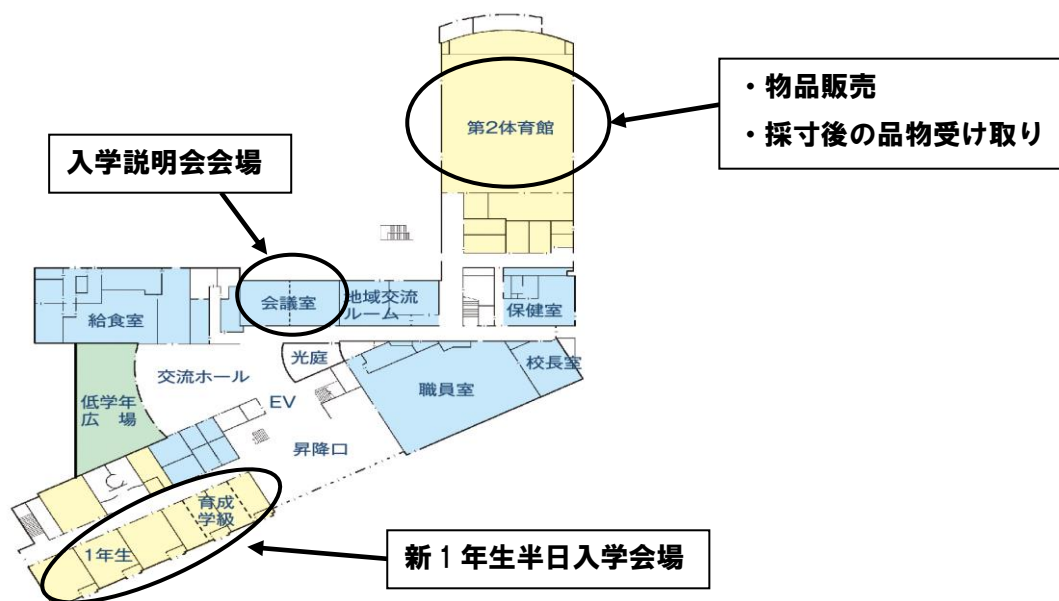 ・物品販売
・採寸後の品物受け取り
第2体育館
入学説明会会場
会議室
地域交流
ルーム
保健室
給食室
光庭
校長室
交流ホール
職員室
低学年
広　場
EV
昇降口
育成
学級
1年生
新1年生半日入学会場